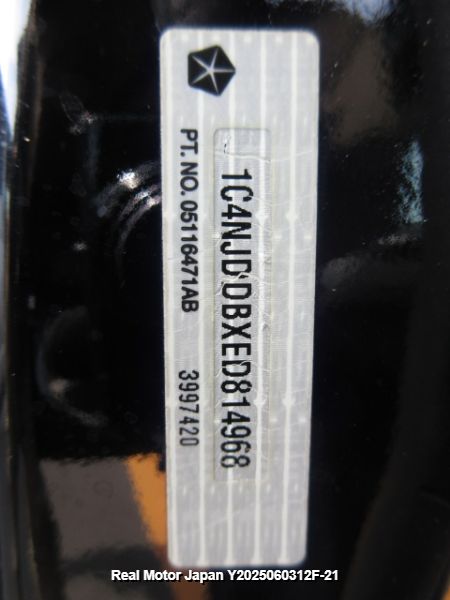 1C4NJDDBXED814968
PT. NO. 05116471AB 3997420
Real Motor Japan Y2025060312F-21